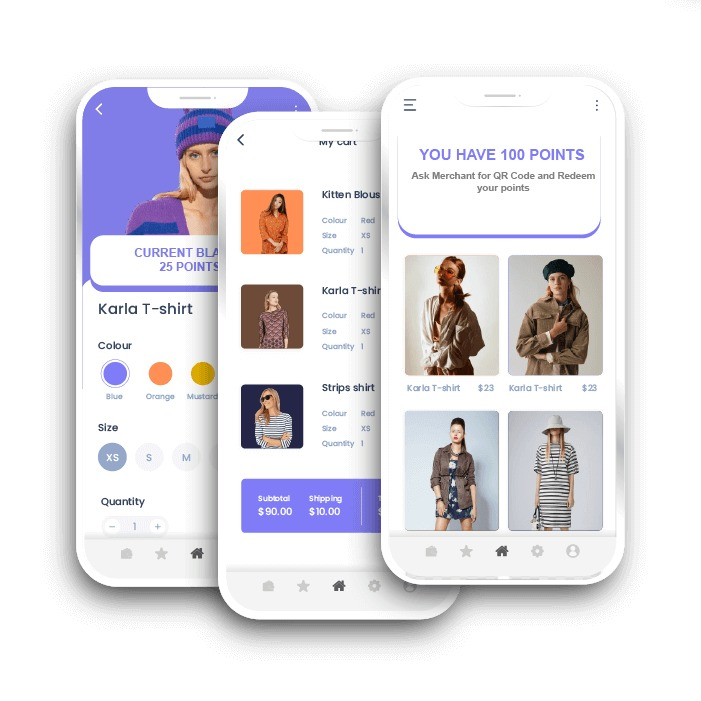 CURRENT BLA
25 POINTS
Karla T-shirt
Colour
Blue Orange Mustard
Size
XS S M
Quantity
− 1 +
My cart
Kitten Blous
Colour Red
Size XS
Quantity 1
Karla T-shir
Colour Red
Size XS
Quantity 1
Strips shirt
Colour Red
Size XS
Quantity 1
Subtotal Shipping
$90.00 $10.00
YOU HAVE 100 POINTS
Ask Merchant for QR Code and Redeem
your points
Karla T-shirt $23
Karla T-shirt $23